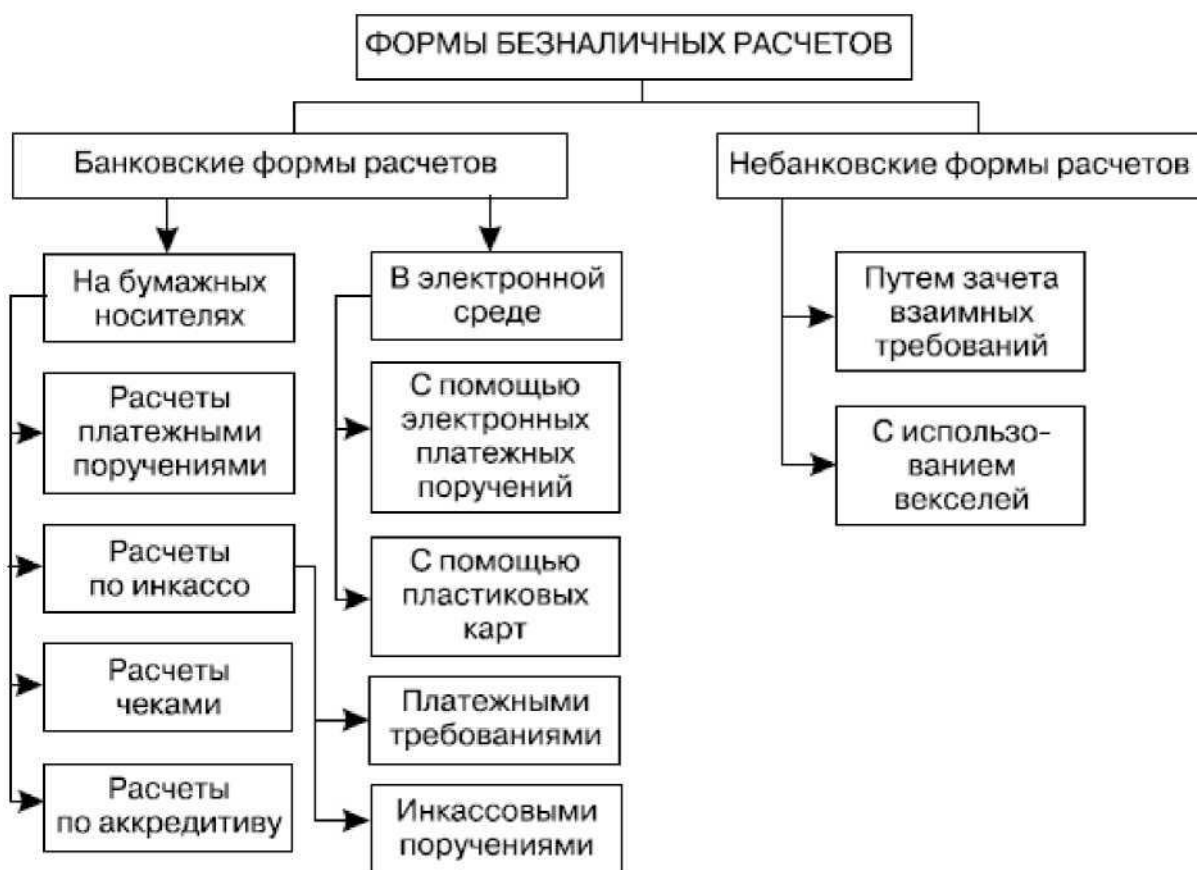 ФОРМЫ БЕЗНАЛИЧНЫХ РАСЧЕТОВ
Банковские формы расчетов
Небанковские формы расчетов
На бумажных
носителях
Расчеты
платежными
поручениями
Расчеты
по инкассо
Расчеты
чеками
Расчеты
по аккредитиву
В электронной
среде
С помощью
электронных
платежных
поручений
С помощью
пластиковых
карт
Платежными
требованиями
Инкассовыми
поручениями
Путем зачета
взаимных
требований
С использо-
ванием
векселей